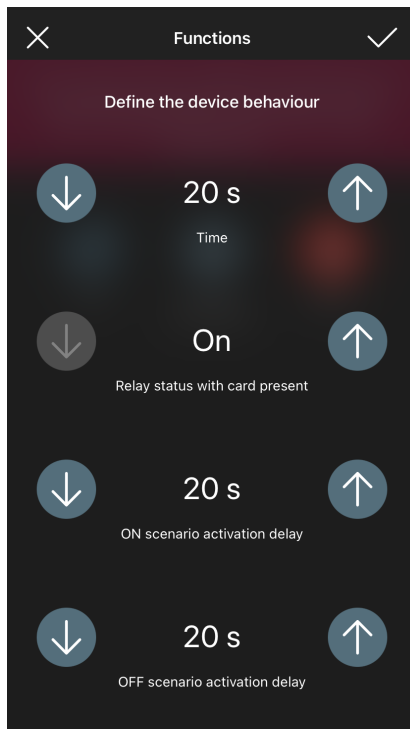 Functions
Define the device behaviour
20 s
Time
On
Relay status with card present
20 s
ON scenario activation delay
20 s
OFF scenario activation delay